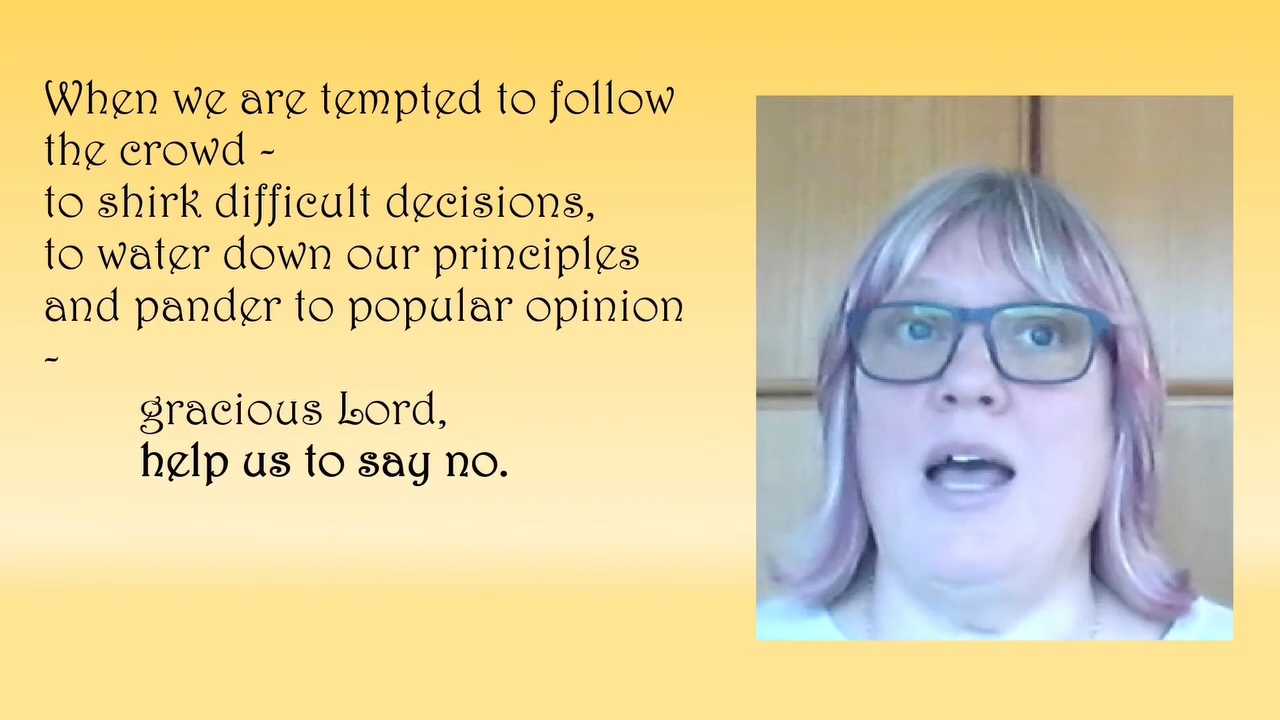 When we are tempted to follow
the crowd -
to shirk difficult decisions,
to water down our principles
and pander to popular opinion
-
gracious Lord,
help us to say no.